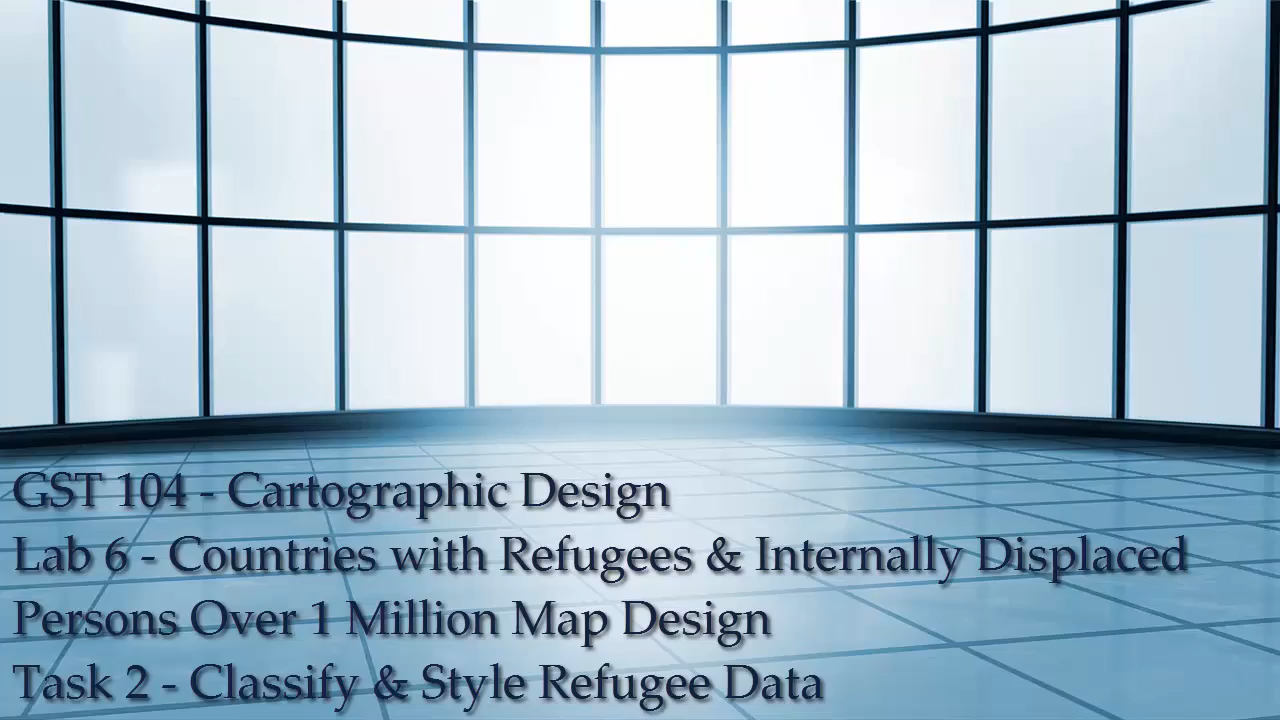 GST 104 - Cartographic Design
Lab 6 - Countries with Refugees & Internally Displaced
Persons Over 1 Million Map Design
Task 2 - Classify & Style Refugee Data